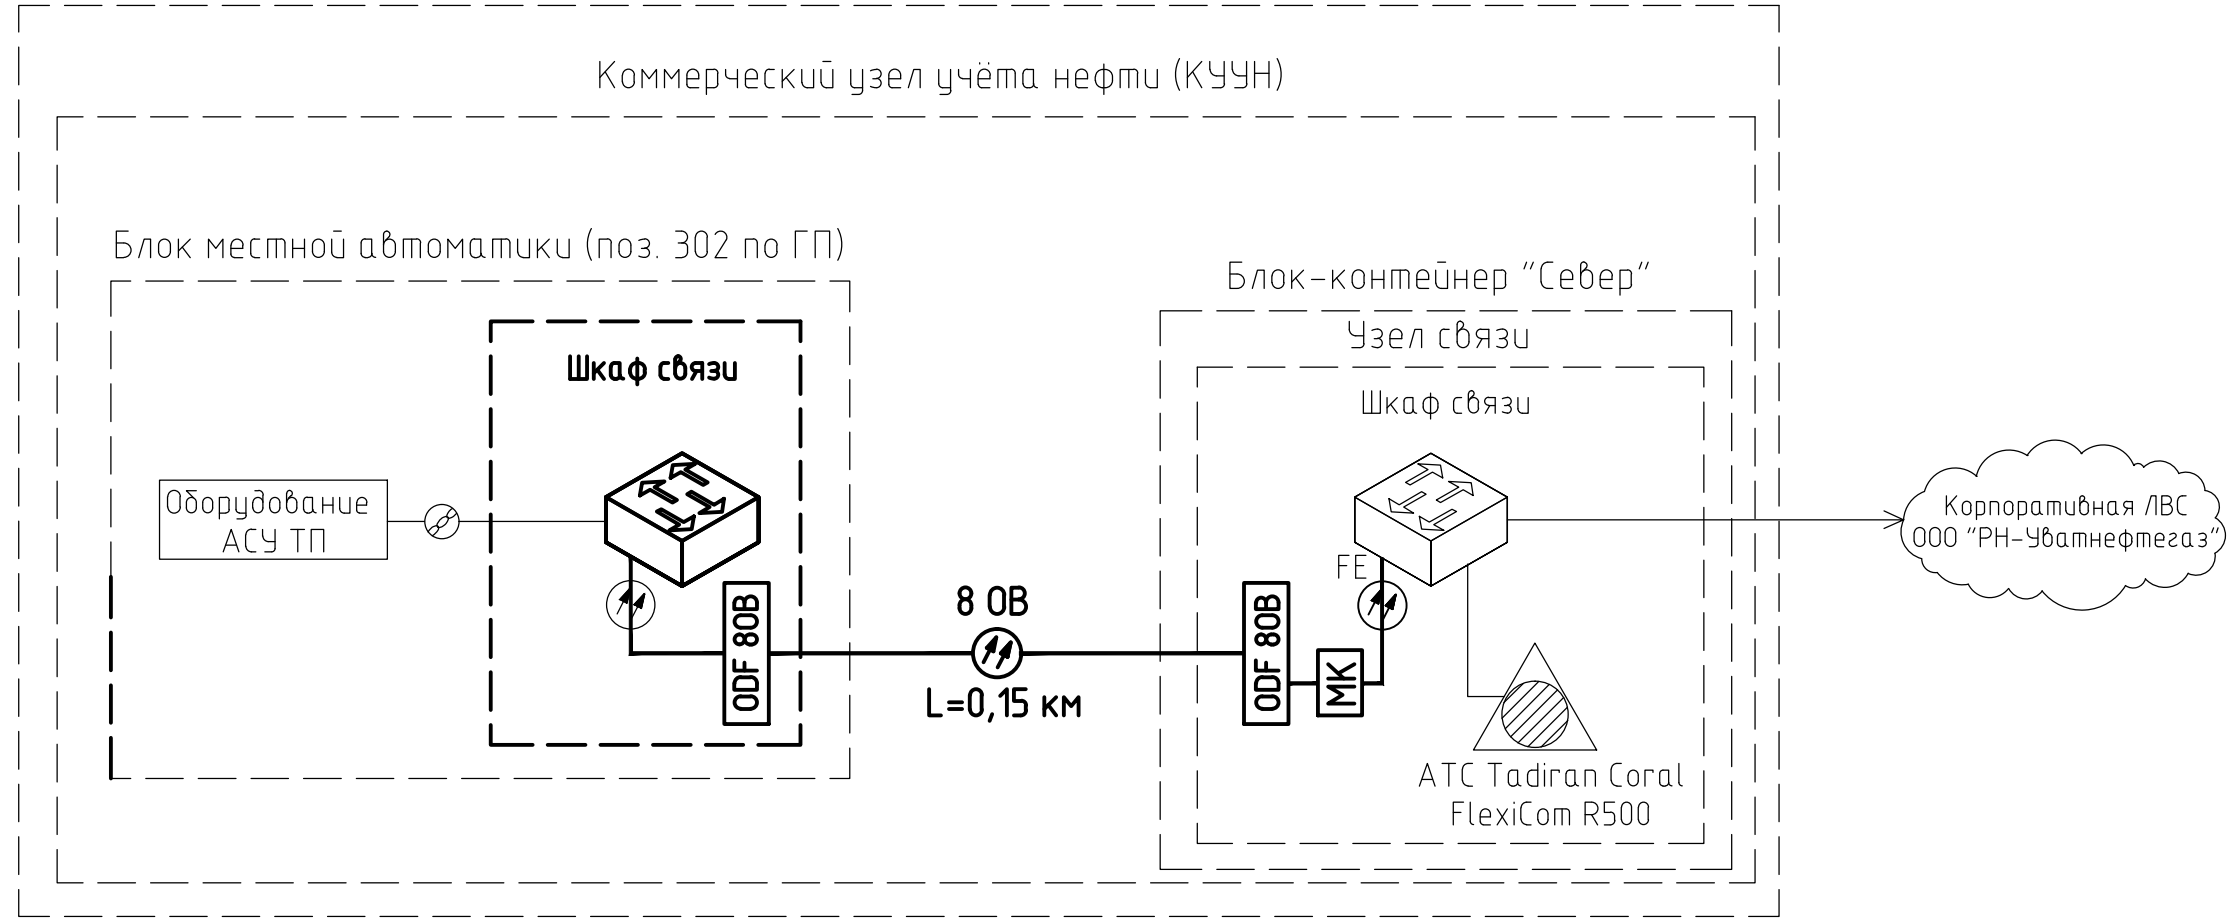 Коммерческий узел учёта нефти (КУУН)
Блок местной автоматики (поз. 302 по ГП)
Блок-контейнер "Север"
Узел связи
Шкаф связи
Шкаф связи
Оборудование
АСУ ТП
FE
Корпоративная ЛВС
ООО "РН-Уватнефтегаз"
8 ОВ
ODF 8ОВ
ODF 8ОВ
МК
L=0,15 км
АТС Tadiran Coral
FlexiCom R500